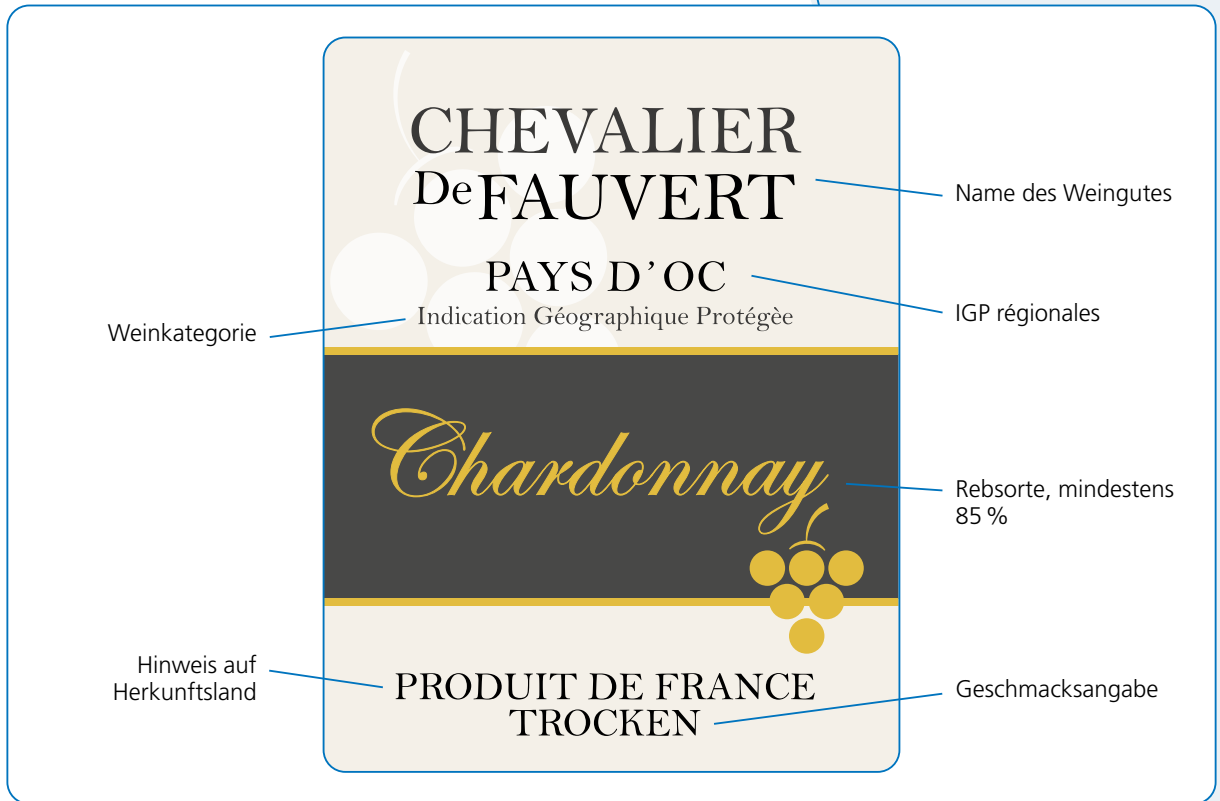 CHEVALIER
De FAUVERT
Name des Weingutes
PAYS D’OC
IGP régionales
Indication Géographique Protégèe
Weinkategorie
Chardonnay
Rebsorte, mindestens
85 %
Hinweis auf
Herkunftsland
PRODUIT DE FRANCE
TROCKEN
Geschmacksangabe